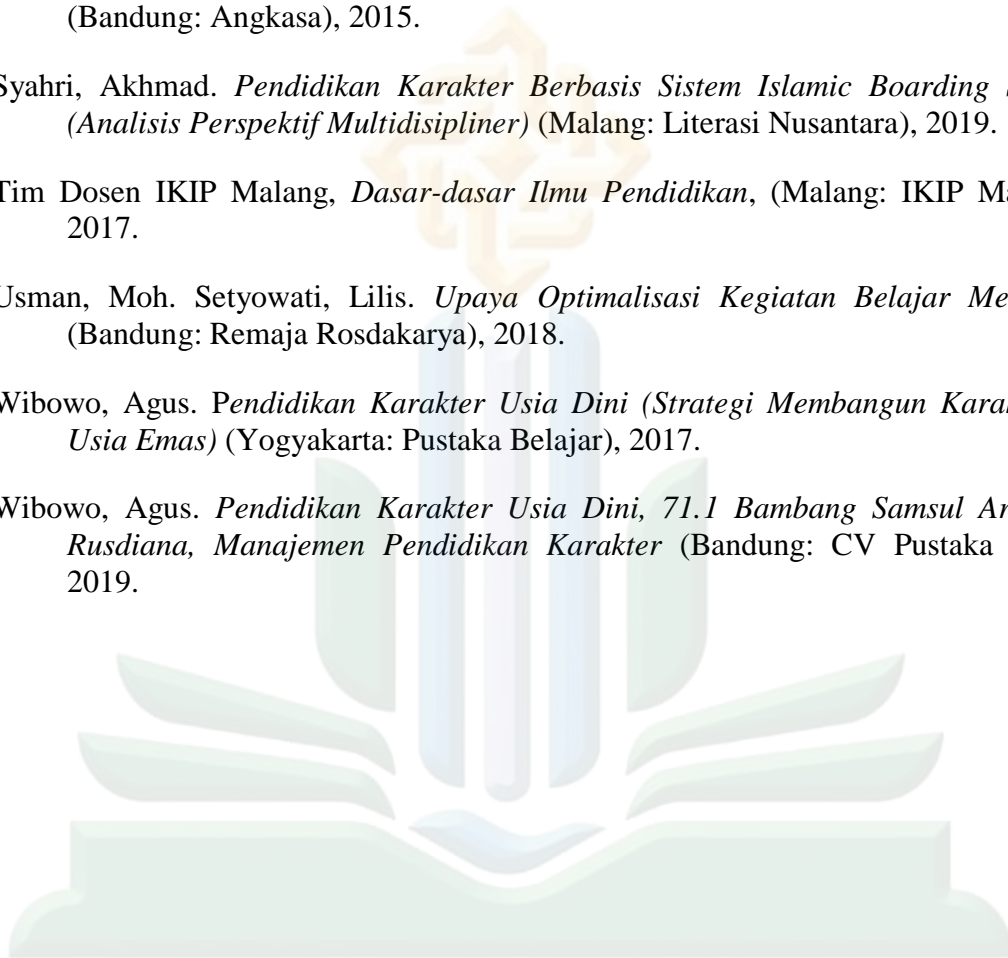 (Bandung: Angkasa), 2015.
Syahri, Akhmad. Pendidikan Karakter Berbasis Sistem Islamic Boarding
(Analisis Perspektif Multidisipliner) (Malang: Literasi Nusantara), 2019.
Tim Dosen IKIP Malang, Dasar-dasar Ilmu Pendidikan, (Malang: IKIP
2017.
Usman, Moh. Setyowati, Lilis. Upaya Optimalisasi Kegiatan Belajar
(Bandung: Remaja Rosdakarya), 2018.
Wibowo, Agus. Pendidikan Karakter Usia Dini (Strategi Membangun
Usia Emas) (Yogyakarta: Pustaka Belajar), 2017.
Wibowo, Agus. Pendidikan Karakter Usia Dini, 71.1 Bambang Samsul
Rusdiana, Manajemen Pendidikan Karakter (Bandung: CV Pustaka
2019.